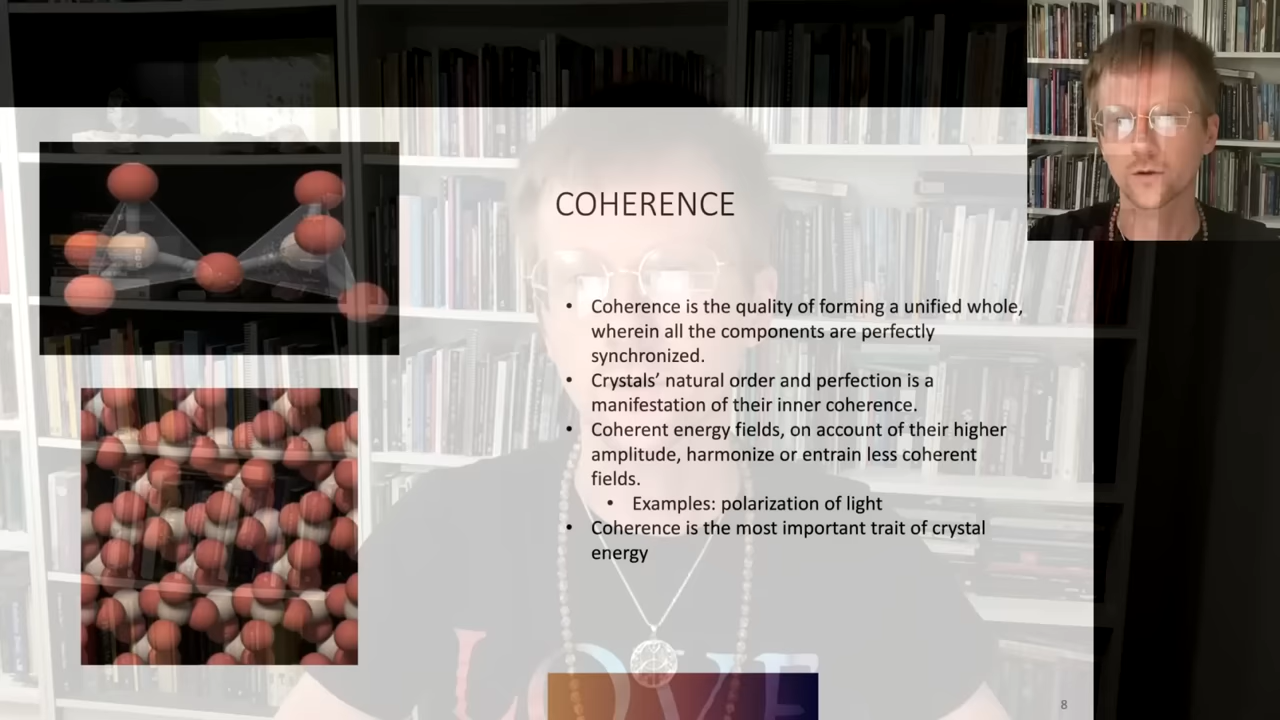 COHERENCE
• Coherence is the quality of forming a unified whole,
wherein all the components are perfectly
synchronized.
• Crystals’ natural order and perfection is a
manifestation of their inner coherence.
• Coherent energy fields, on account of their higher
amplitude, harmonize or entrain less coherent
fields.
• Examples: polarization of light
• Coherence is the most important trait of crystal
energy
LOVE
8